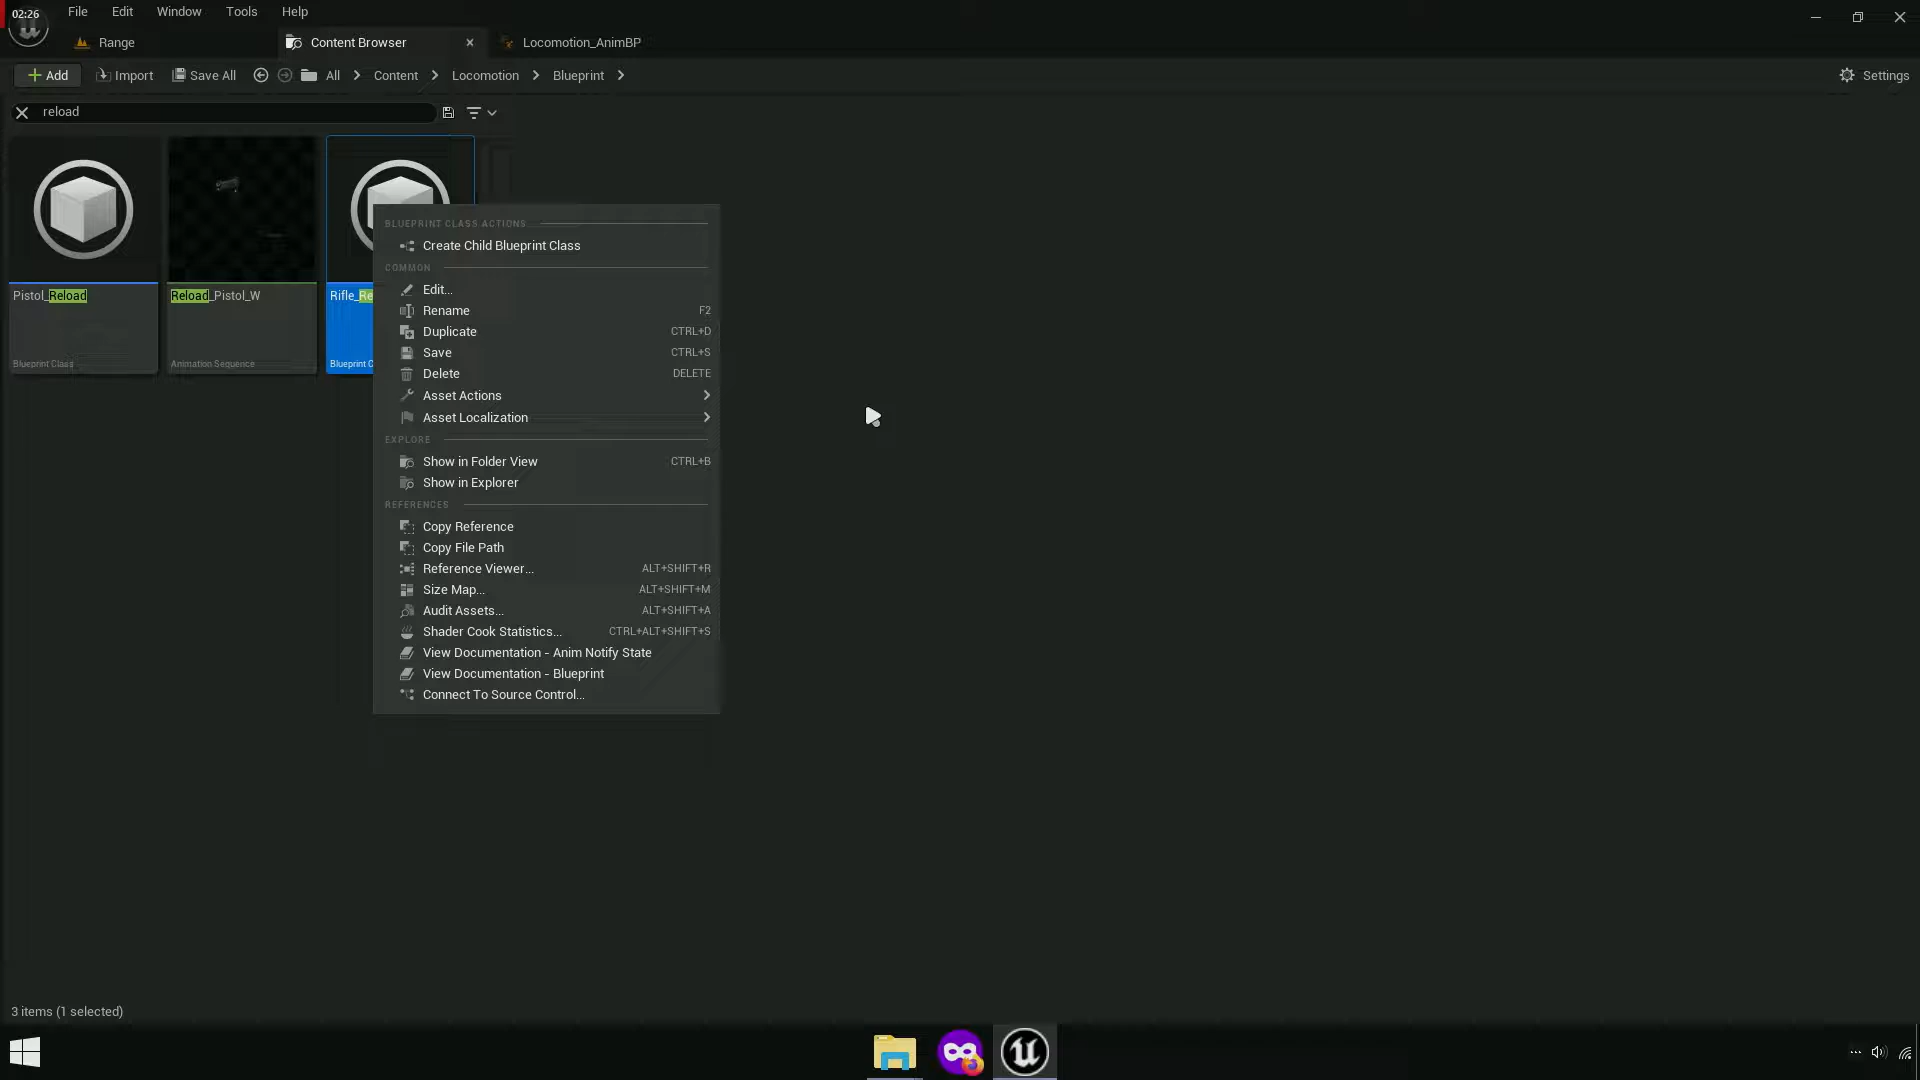 02:26
File Edit Window Tools Help
Range
Content Browser
Locomotion_AnimBP
Add Import Save All All Content Locomotion Blueprint Settings
reload
Pistol_Reload
Blueprint Class
Reload_Pistol_W
Animation Sequence
Rifle_Re
Blueprint C
BLUEPRINT CLASS ACTIONS
Create Child Blueprint Class
COMMON
Edit...
Rename F2
Duplicate CTRL+D
Save CTRL+S
Delete DELETE
Asset Actions
Asset Localization
EXPLORE
Show in Folder View CTRL+B
Show in Explorer
REFERENCES
Copy Reference
Copy File Path
Reference Viewer... ALT+SHIFT+R
Size Map... ALT+SHIFT+M
Audit Assets... ALT+SHIFT+A
Shader Cook Statistics... CTRL+ALT+SHIFT+S
View Documentation - Anim Notify State
View Documentation - Blueprint
Connect To Source Control...
3 items (1 selected)